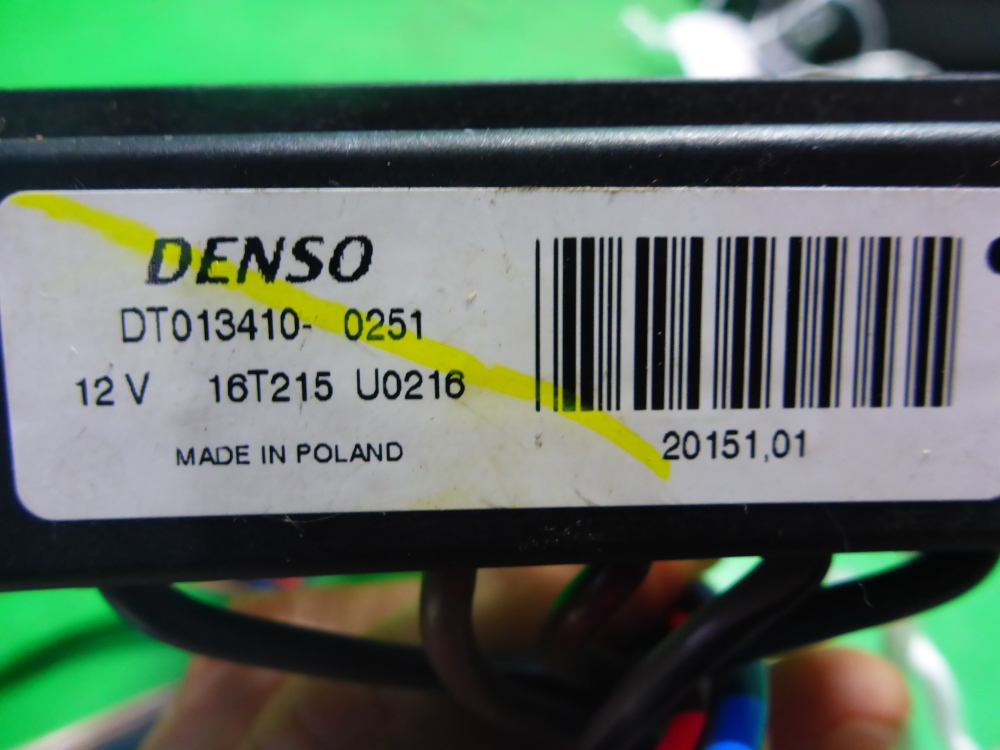 DENSO
DT013410- 0251
12 V 16T215 U0216
MADE IN POLAND
20151,01